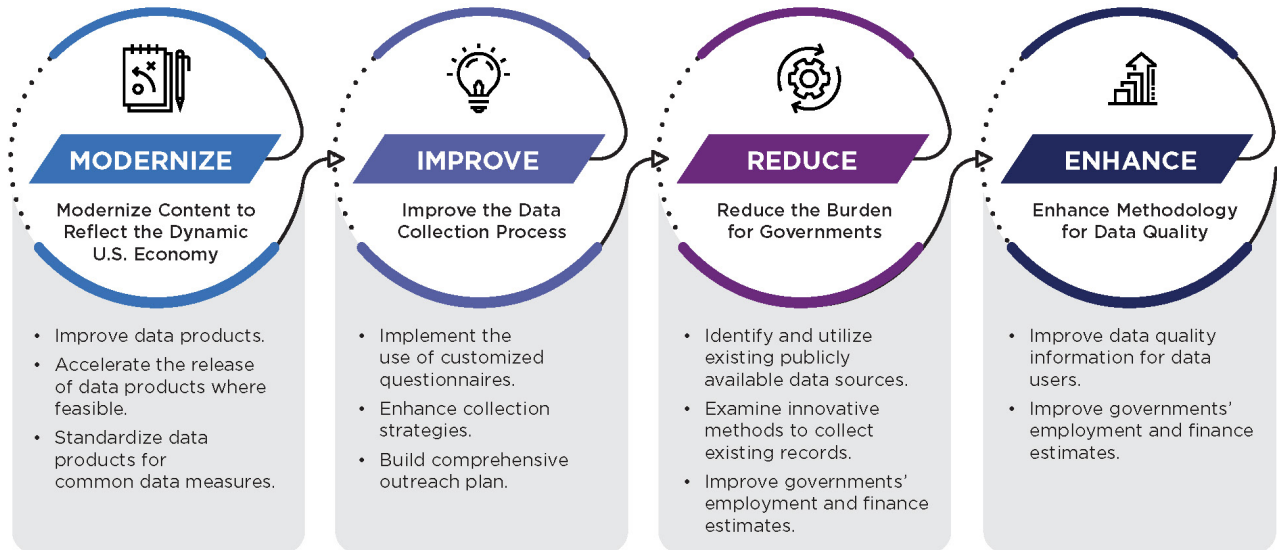 MODERNIZE
Modernize Content to
Reflect the Dynamic
U.S. Economy
• Improve data products.
• Accelerate the release
of data products where
feasible.
• Standardize data
products for
common data measures.
IMPROVE
Improve the Data
Collection Process
• Implement the
use of customized
questionnaires.
• Enhance collection
strategies.
• Build comprehensive
outreach plan.
REDUCE
Reduce the Burden
for Governments
• Identify and utilize
existing publicly
available data sources.
• Examine innovative
methods to collect
existing records.
• Improve governments’
employment and finance
estimates.
ENHANCE
Enhance Methodology
for Data Quality
• Improve data quality
information for data
users.
• Improve governments’
employment and finance
estimates.